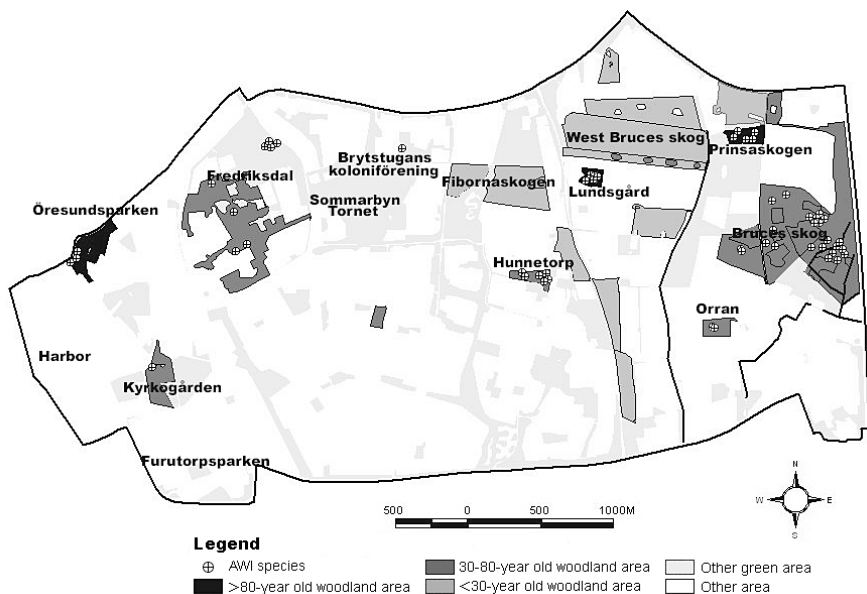 West Bruces skog
Prinsaskogen
Brytstugans
koloniförening
Fredriksdal
Fibornaskogen
Lundsgård
Sommarbyn
Tornet
Öresundsparken
Bruces skog
Hunnetorp
Orran
Harbor
Kyrkogården
Furutorpsparken
N
W E
S
500 0 500 1000M
Legend
AWI species
>80-year old woodland area
30-80-year old woodland area
<30-year old woodland area
Other green area
Other area